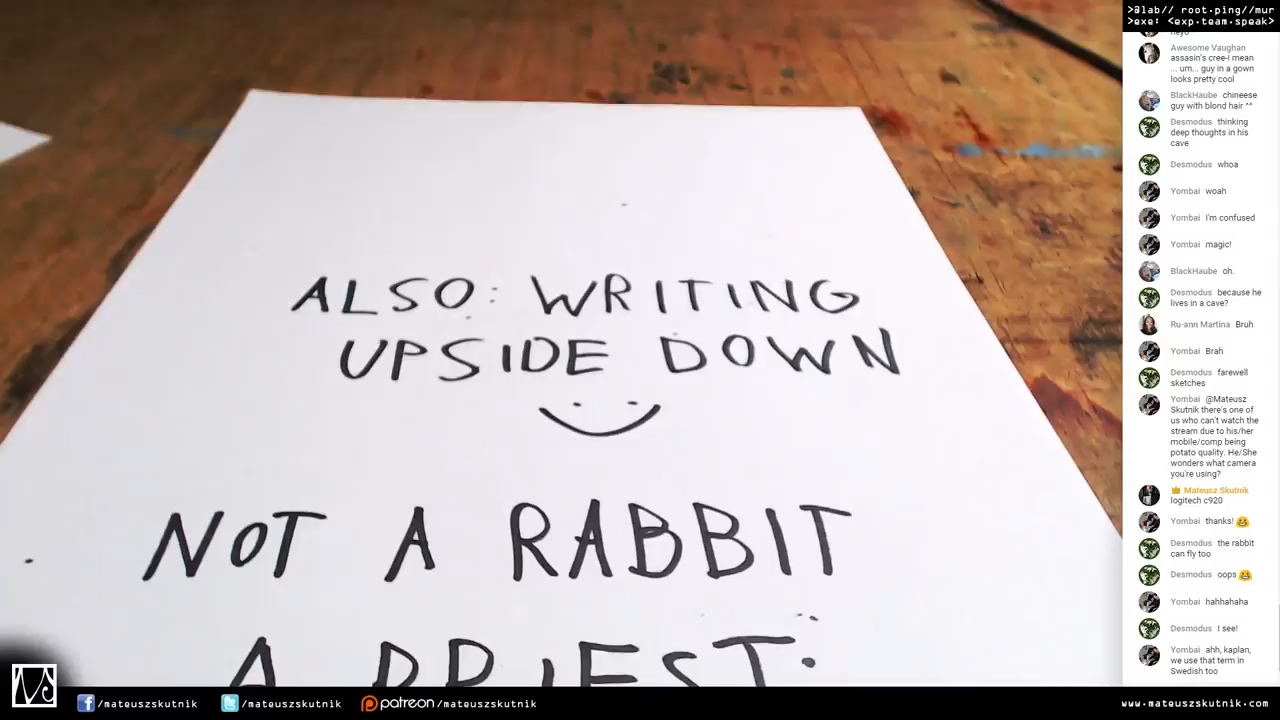 ALSO: WRITING
UPSIDE DOWN
NOT A RABBIT
A PRIEST.
>@lab// root.ping//mur
>exe: <exp.team.speak>
heyo
Awesome Vaughan
assasin's cree-I mean
... um... guy in a gown
looks pretty cool
BlackHaube chineese
guy with blond hair ^^
Desmodus thinking
deep thoughts in his
cave
Desmodus whoa
Yombai woah
Yombai I'm confused
Yombai magic!
BlackHaube oh.
Desmodus because he
lives in a cave?
Ru-ann Martina Bruh
Yombai Brah
Desmodus farewell
sketches
Yombai @Mateusz
Skutnik there's one of
us who can't watch the
stream due to his/her
mobile/comp being
potato quality. He/She
wonders what camera
you're using?
Mateusz Skutnik
logitech c920
Yombai thanks! 😂
Desmodus the rabbit
can fly too
Desmodus oops 😂
Yombai hahhahaha
Desmodus I see!
Yombai ahh, kaplan,
we use that term in
Swedish too
MS
/mateuszskutnik
/mateuszskutnik
patreon/mateuszskutnik
www.mateuszskutnik.com